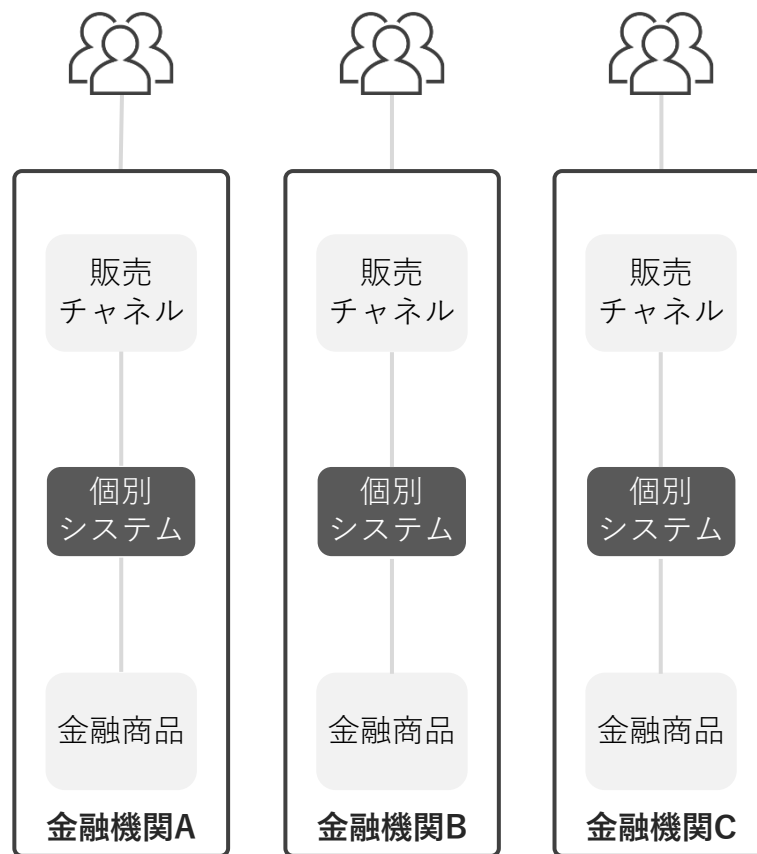 販売
チャネル
個別
システム
金融商品
金融機関A
販売
チャネル
個別
システム
金融商品
金融機関B
販売
チャネル
個別
システム
金融商品
金融機関C